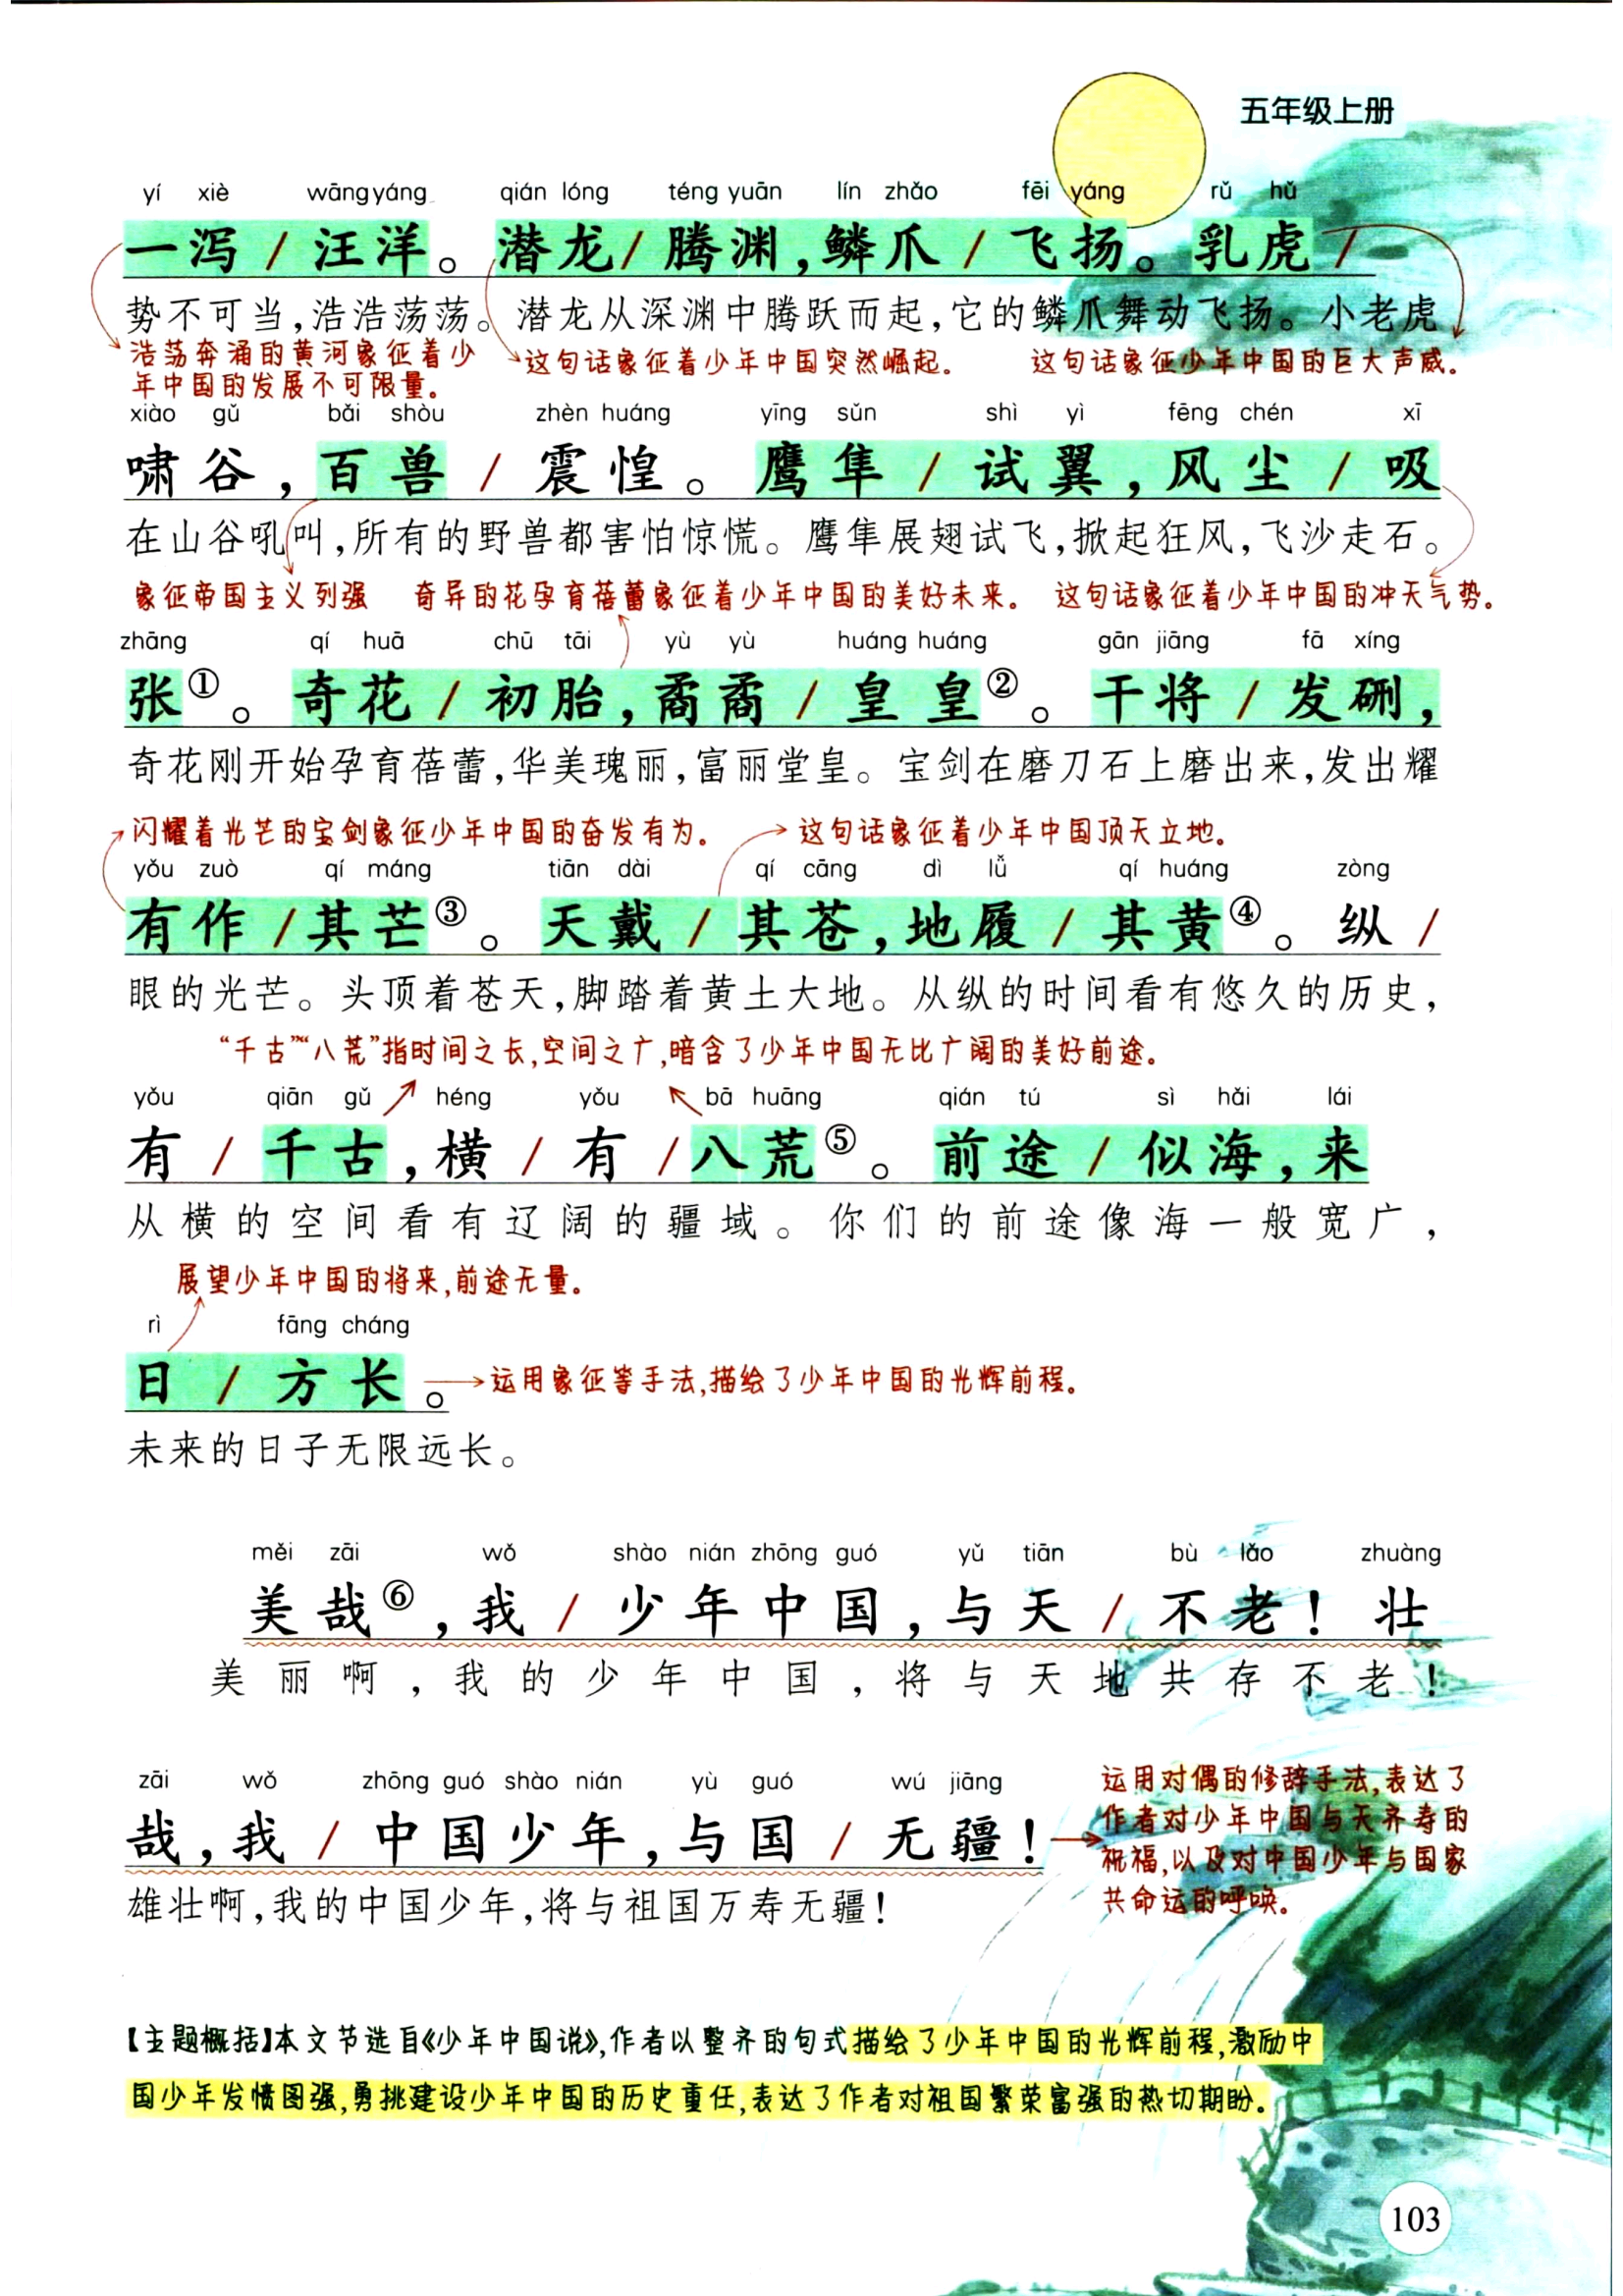 五年级上册
yí xiè wāng yáng qián lóng téng yuān lín zhǎo fēi yáng rǔ hǔ
一泻/汪洋。潜龙/腾渊,鳞爪/飞扬。乳虎/
势不可当,浩浩荡荡。潜龙从深渊中腾跃而起,它的鳞爪舞动飞扬。小老虎
浩荡奔涌的黄河象征着少
年中国的发展不可限量。
这句话象征着少年中国突然崛起。
这句话象征少年中国的巨大声威。
xiào gǔ bǎi shòu zhèn huáng yīng sǔn shì yì fēng chén xī
啸谷,百兽/震惶。鹰隼/试翼,风尘/吸
在山谷吼叫,所有的野兽都害怕惊慌。鹰隼展翅试飞,掀起狂风,飞沙走石。
象征帝国主义列强 奇异的花孕育蓓蕾象征着少年中国的美好未来。 这句话象征着少年中国的冲天气势。
zhāng qí huā chū tāi yù yù huáng huáng gān jiāng fā xíng
张①。奇花/初胎,矞矞/皇皇②。干将/发硎,
奇花刚开始孕育蓓蕾,华美瑰丽,富丽堂皇。宝剑在磨刀石上磨出来,发出耀
闪耀着光芒的宝剑象征少年中国的奋发有为。 这句话象征着少年中国顶天立地。
yǒu zuò qí máng tiān dài qí cāng dì lǚ qí huáng zòng
有作/其芒③。天戴/其苍,地履/其黄④。纵/
眼的光芒。头顶着苍天,脚踏着黄土大地。从纵的时间看有悠久的历史,
“千古”“八荒”指时间之长,空间之广,暗含了少年中国无比广阔的美好前途。
yǒu qiān gǔ héng yǒu bā huāng qián tú sì hǎi lái
有/千古,横/有/八荒⑤。前途/似海,来
从横的空间看有辽阔的疆域。你们的前途像海一般宽广,
展望少年中国的将来,前途无量。
rì fāng cháng
日/方长。
运用象征等手法,描绘了少年中国的光辉前程。
未来的日子无限远长。
měi zāi wǒ shào nián zhōng guó yǔ tiān bù lǎo zhuàng
美哉⑥,我/少年中国,与天/不老!壮
美丽啊,我的少年中国,将与天地共存不老!
zāi wǒ zhōng guó shào nián yù guó wú jiāng
哉,我/中国少年,与国/无疆!
雄壮啊,我的中国少年,将与祖国万寿无疆!
运用对偶的修辞手法,表达了
作者对少年中国与天齐寿的
祝福,以及对中国少年与国家
共命运的呼唤。
【主题概括】本文节选自《少年中国说》,作者以整齐的句式描绘了少年中国的光辉前程,激励中
国少年发愤图强,勇挑建设少年中国的历史重任,表达了作者对祖国繁荣富强的热切期盼。
103